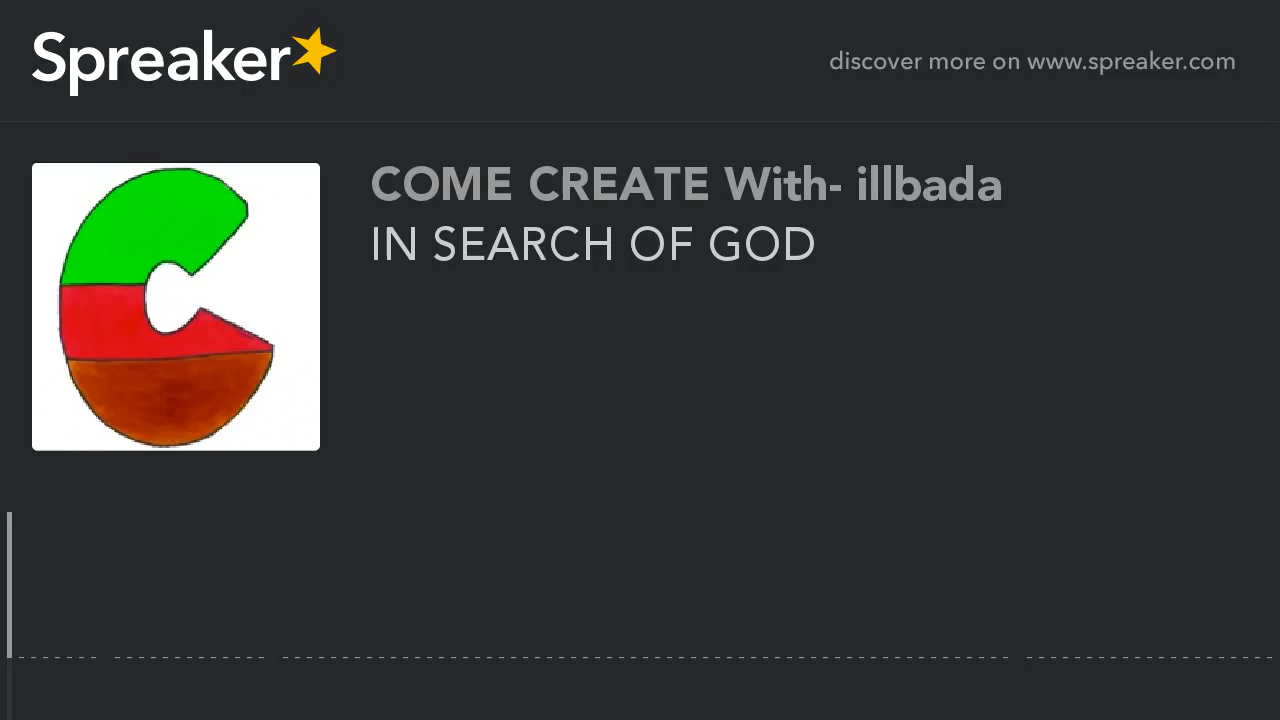 Spreaker
discover more on www.spreaker.com
COME CREATE With- illbada
IN SEARCH OF GOD